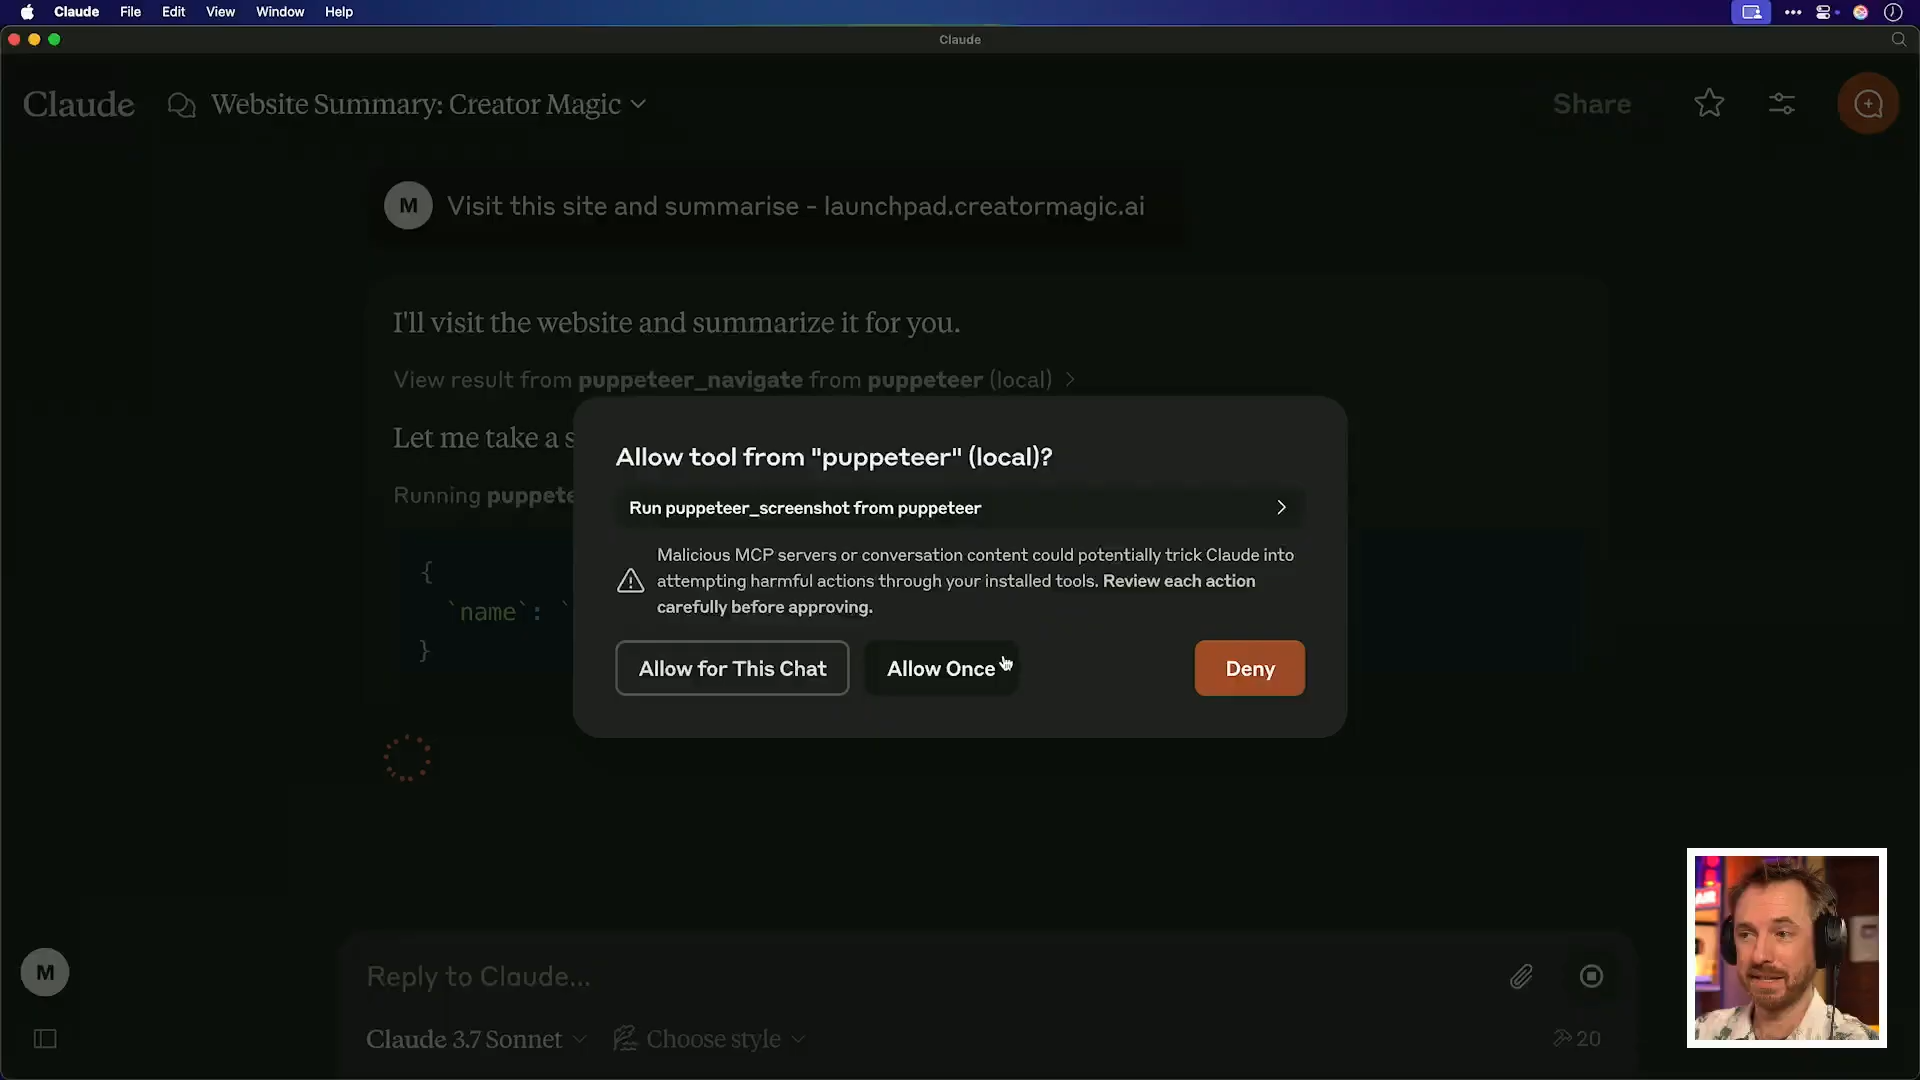 Claude File Edit View Window Help
Claude
Claude Website Summary: Creator Magic Share
M Visit this site and summarise - launchpad.creatormagic.ai
I'll visit the website and summarize it for you.
View result from puppeteer_navigate from puppeteer (local)
Let me take a s
Running puppete
{
`name`: `
}
Allow tool from "puppeteer" (local)?
Run puppeteer_screenshot from puppeteer
Malicious MCP servers or conversation content could potentially trick Claude into
attempting harmful actions through your installed tools. Review each action
carefully before approving.
Allow for This Chat Allow Once Deny
M
Reply to Claude...
Claude 3.7 Sonnet Choose style 20